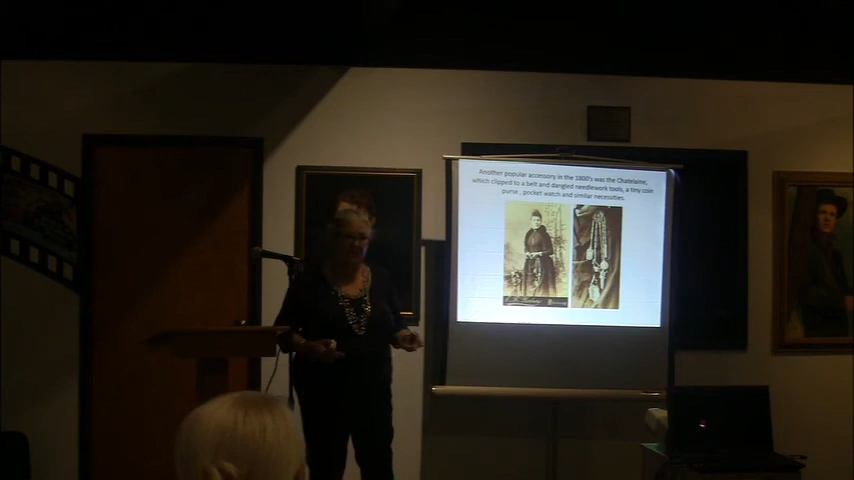 Another popular accessory in the 1800's was the Chatelaine,
which clipped to a belt and dangled needlework tools, a tiny coin
purse , pocket watch and similar necessities.